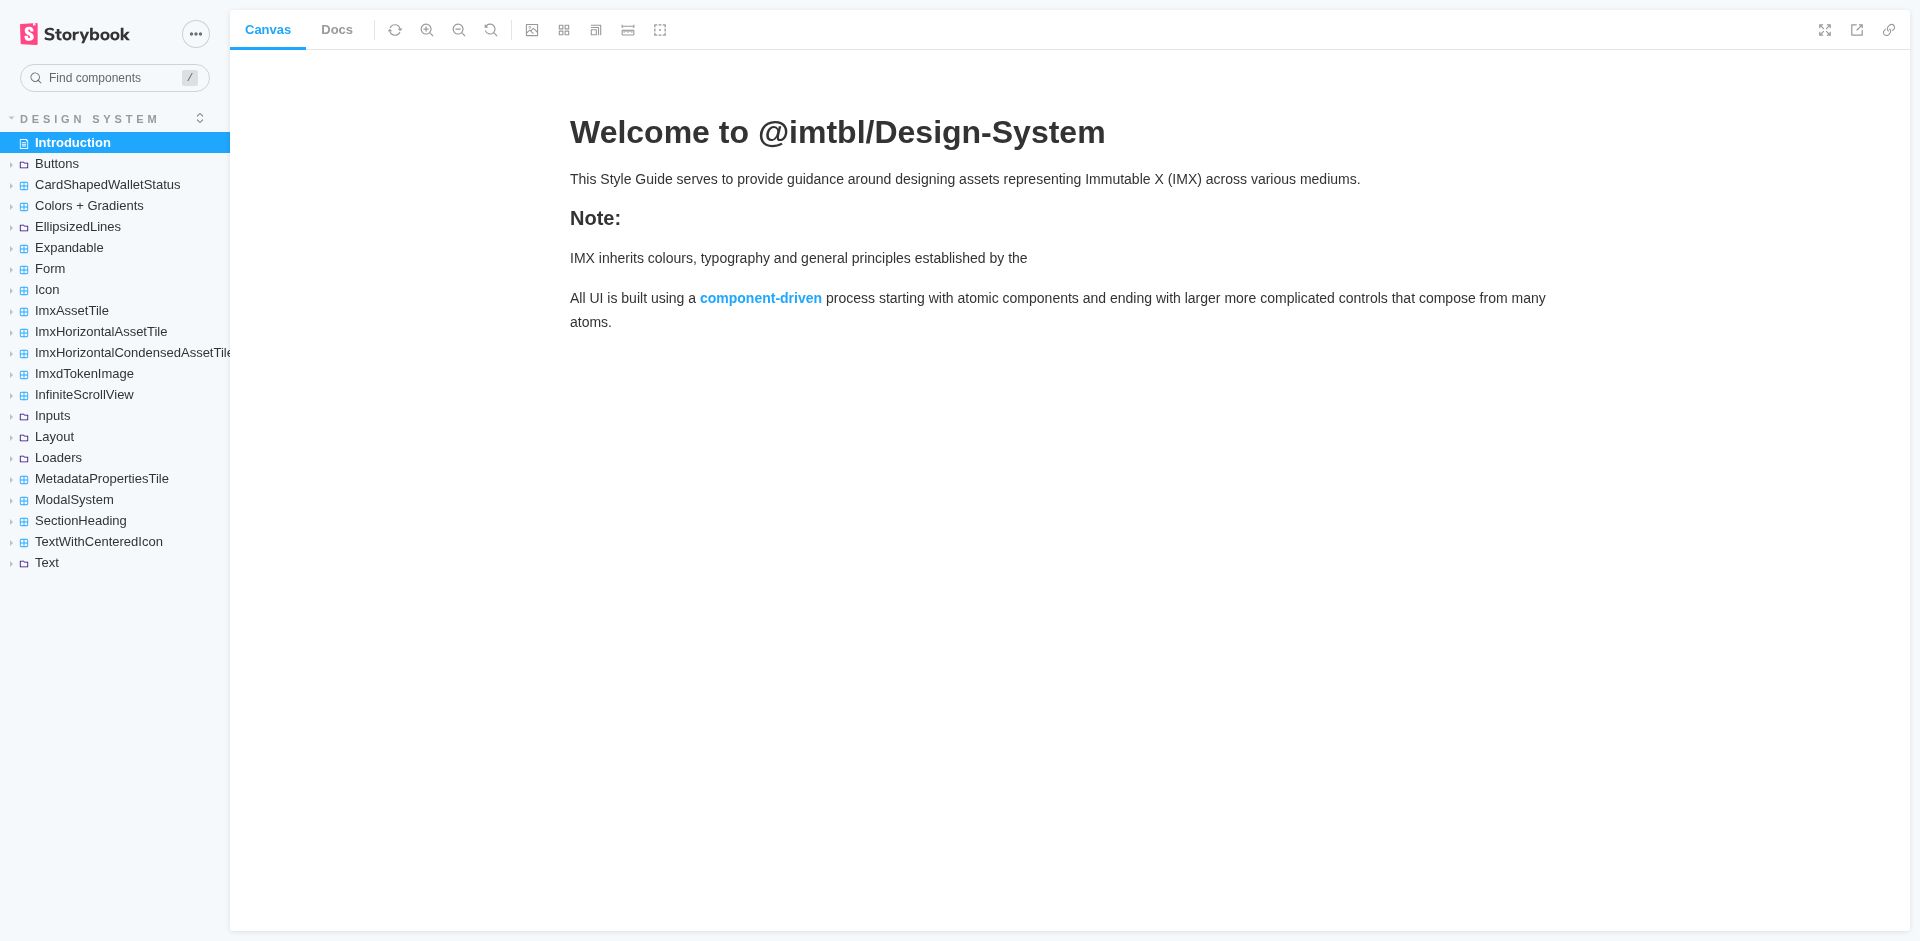 Storybook
Find components
/
DESIGN SYSTEM
Introduction
Buttons
CardShapedWalletStatus
Colors + Gradients
EllipsizedLines
Expandable
Form
Icon
ImxAssetTile
ImxHorizontalAssetTile
ImxHorizontalCondensedAssetTile
ImxdTokenImage
InfiniteScrollView
Inputs
Layout
Loaders
MetadataPropertiesTile
ModalSystem
SectionHeading
TextWithCenteredIcon
Text
Canvas
Docs
Welcome to @imtbl/Design-System
This Style Guide serves to provide guidance around designing assets representing Immutable X (IMX) across various mediums.
Note:
IMX inherits colours, typography and general principles established by the
All UI is built using a component-driven process starting with atomic components and ending with larger more complicated controls that compose from many
atoms.